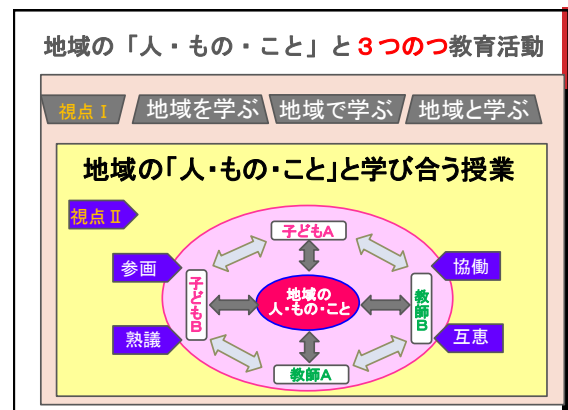 地域の「人・もの・こと」と３つのつ教育活動
視点Ⅰ 地域を学ぶ 地域で学ぶ 地域と学ぶ
地域の「人・もの・こと」と学び合う授業
視点Ⅱ
子どもA
参画
協働
子どもB
地域の
人・もの・こと
教師B
熟議
互恵
教師A